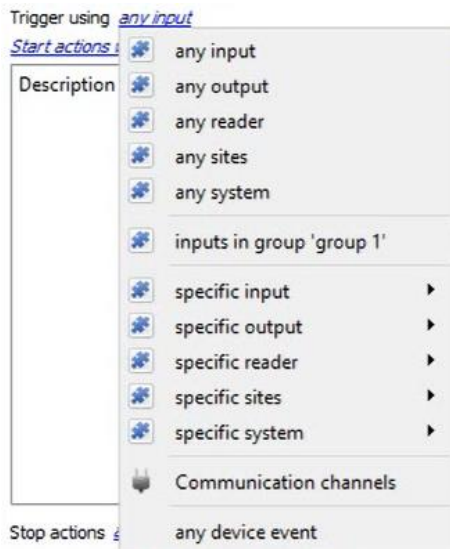 Trigger using any input
Start actions
any input
Description
any output
any reader
any sites
any system
inputs in group 'group 1'
specific input
specific output
specific reader
specific sites
specific system
Communication channels
Stop actions
any device event